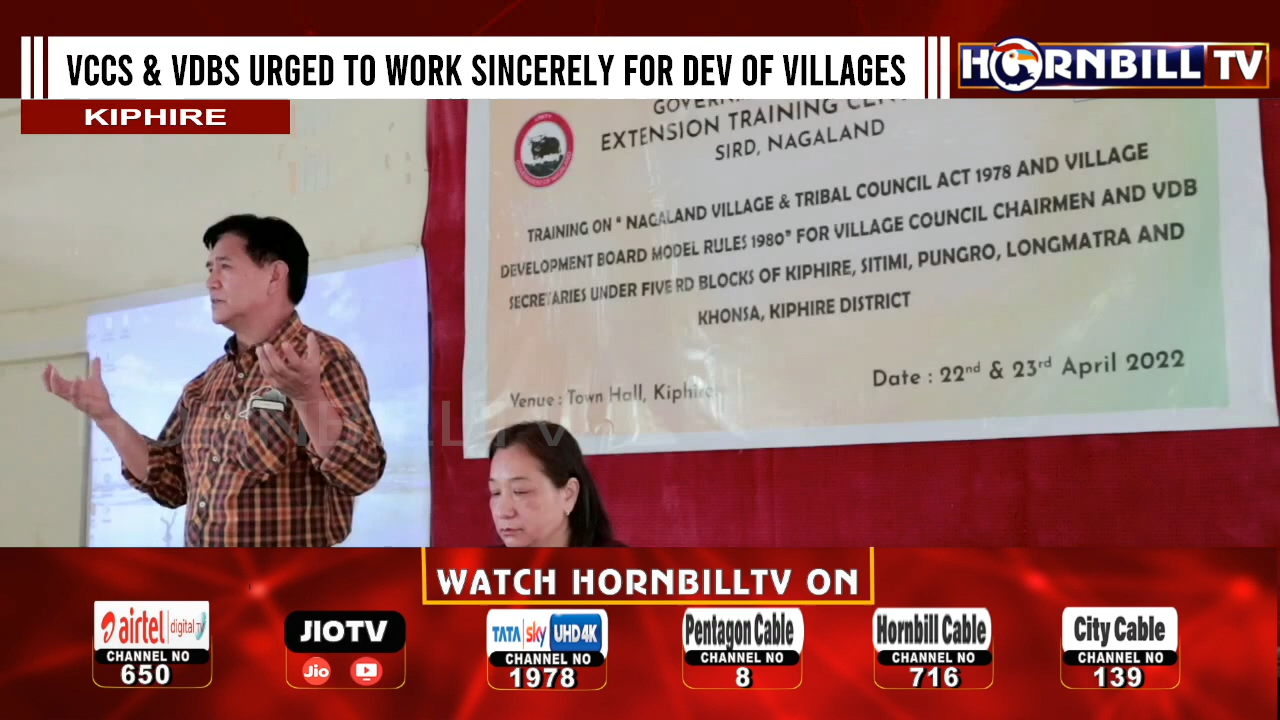 VCCS & VDBS URGED TO WORK SINCERELY FOR DEV OF VILLAGES
HORNBILL TV
KIPHIRE
EXTENSION TRAINING
SIRD, NAGALAND
TRAINING ON " NAGALAND VILLAGE & TRIBAL COUNCIL ACT 1978 AND VILLAGE
DEVELOPMENT BOARD MODEL RULES 1980" FOR VILLAGE COUNCIL CHAIRMEN AND VDB
SECRETARIES UNDER FIVE RD BLOCKS OF KIPHIRE, SITIMI, PUNGRO, LONGMATRA AND
KHONSA, KIPHIRE DISTRICT
Date : 22nd & 23rd April 2022
Venue : Town Hall, Kiphire
HORNBILL TV
WATCH HORNBILLTV ON
airtel digital TV
CHANNEL NO
650
JIOTV
Jio
TATA sky UHD4K
CHANNEL NO
1978
Pentagon Cable
CHANNEL NO
8
Hornbill Cable
CHANNEL NO
716
City Cable
CHANNEL NO
139